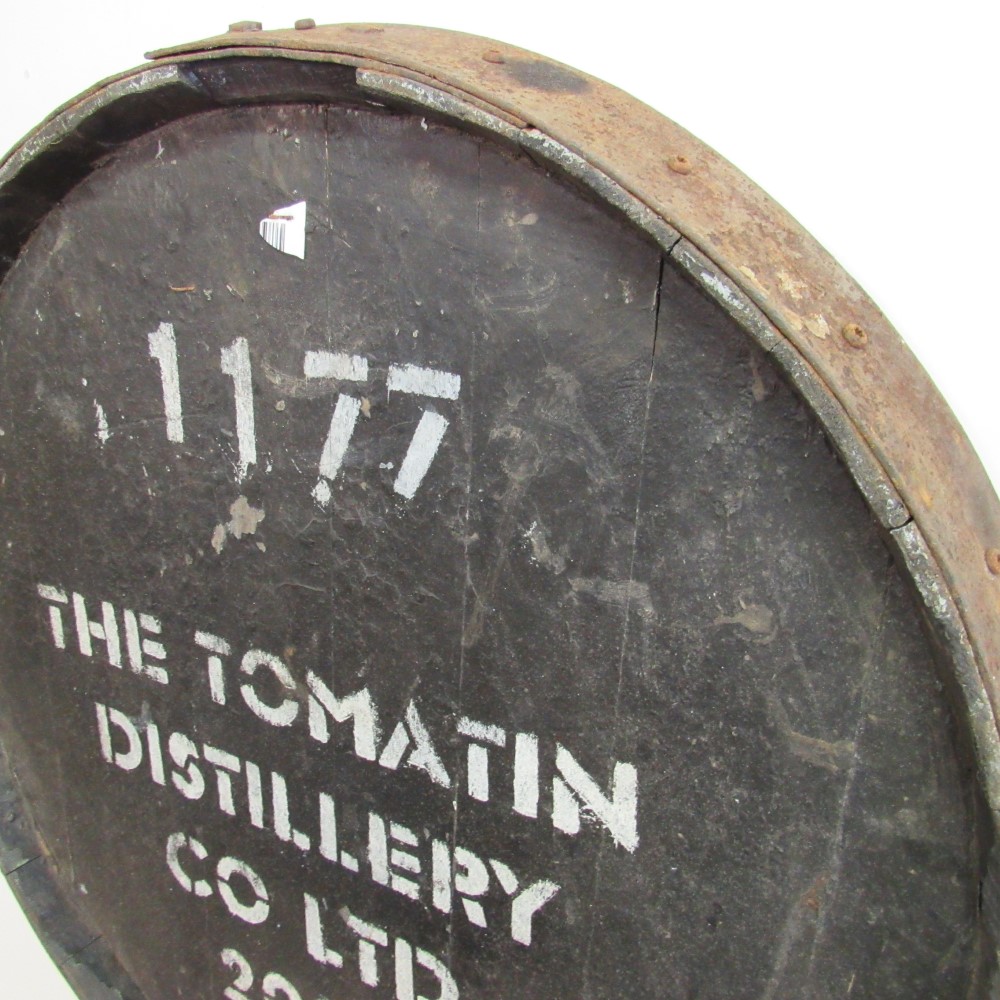 1177
THE TOMATIN
DISTILLERY
CO LTD